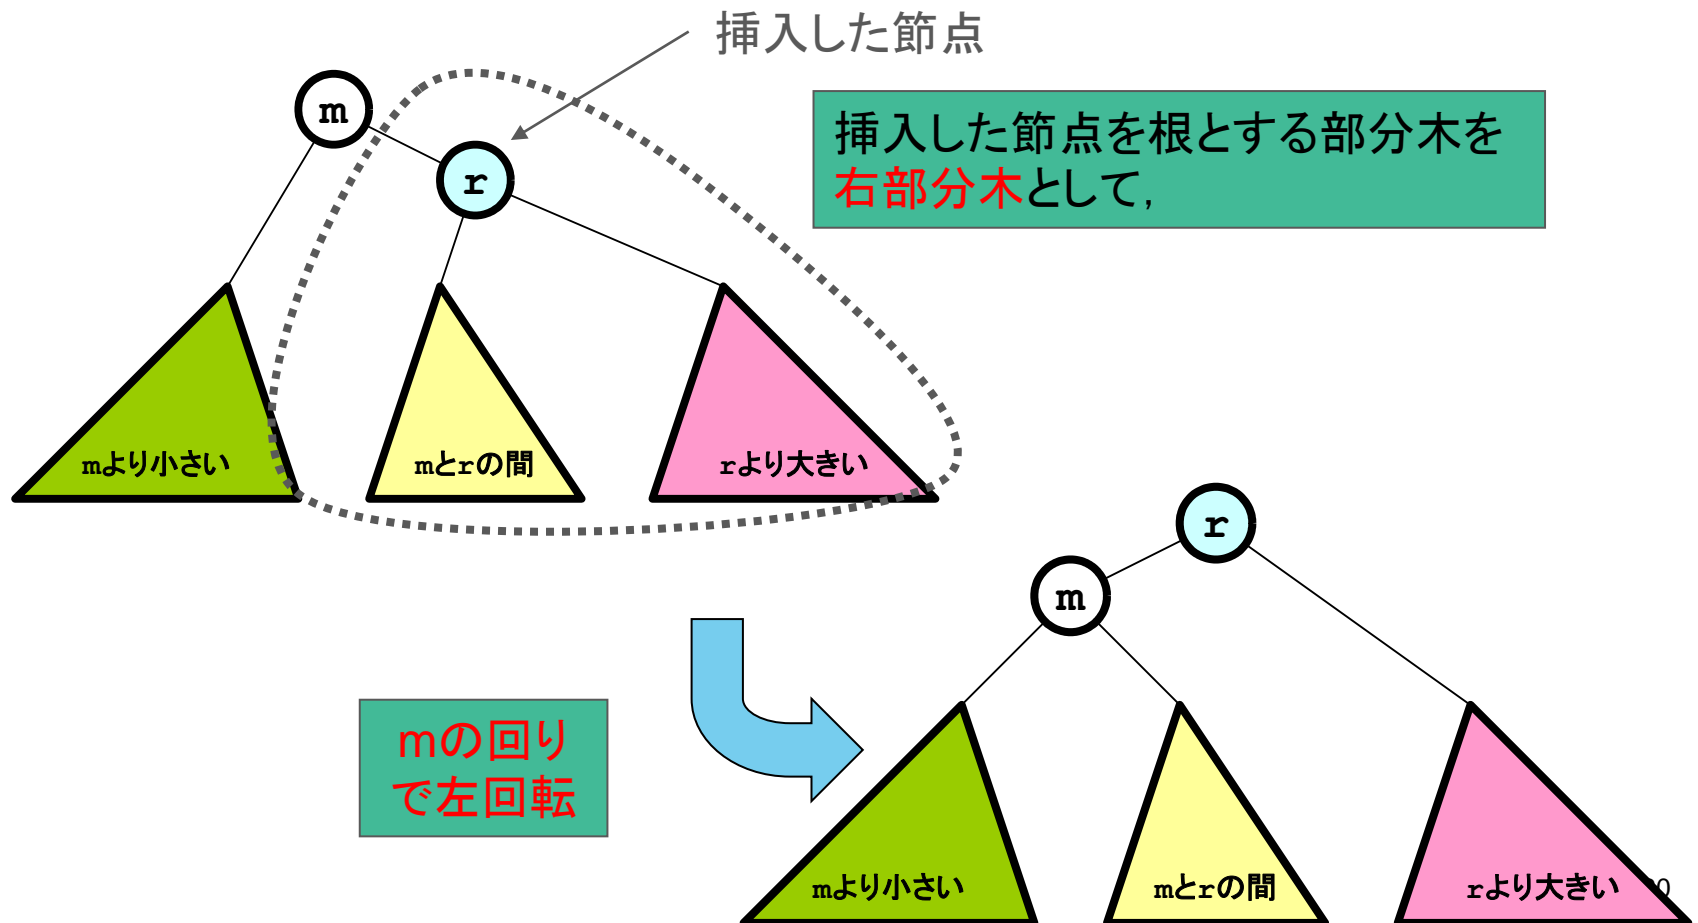 挿入した節点
m
r
挿入した節点を根とする部分木を
右部分木として,
mより小さい
mとrの間
rより大きい
r
m
mの回り
で左回転
mより小さい
mとrの間
rより大きい